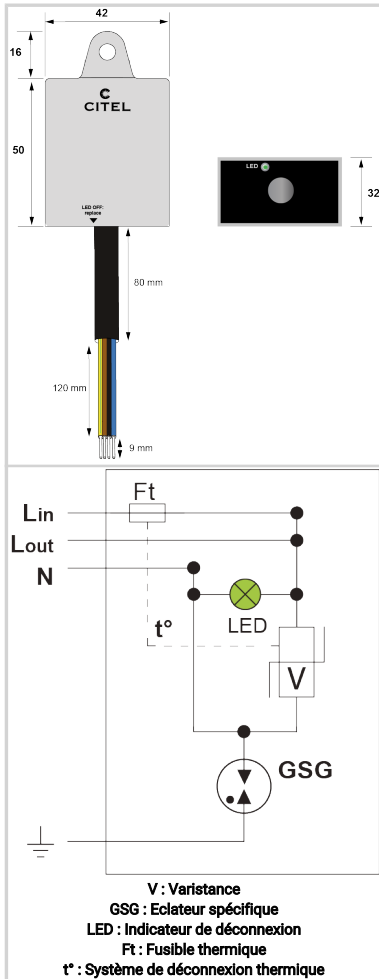 42
16
C
CITEL
50
LED OFF:
replace
LED
32
80 mm
120 mm
9 mm
Lin
Ft
Lout
N
t°
LED
V
GSG
V : Varistance
GSG : Eclateur spécifique
LED : Indicateur de déconnexion
Ft : Fusible thermique
t° : Système de déconnexion thermique